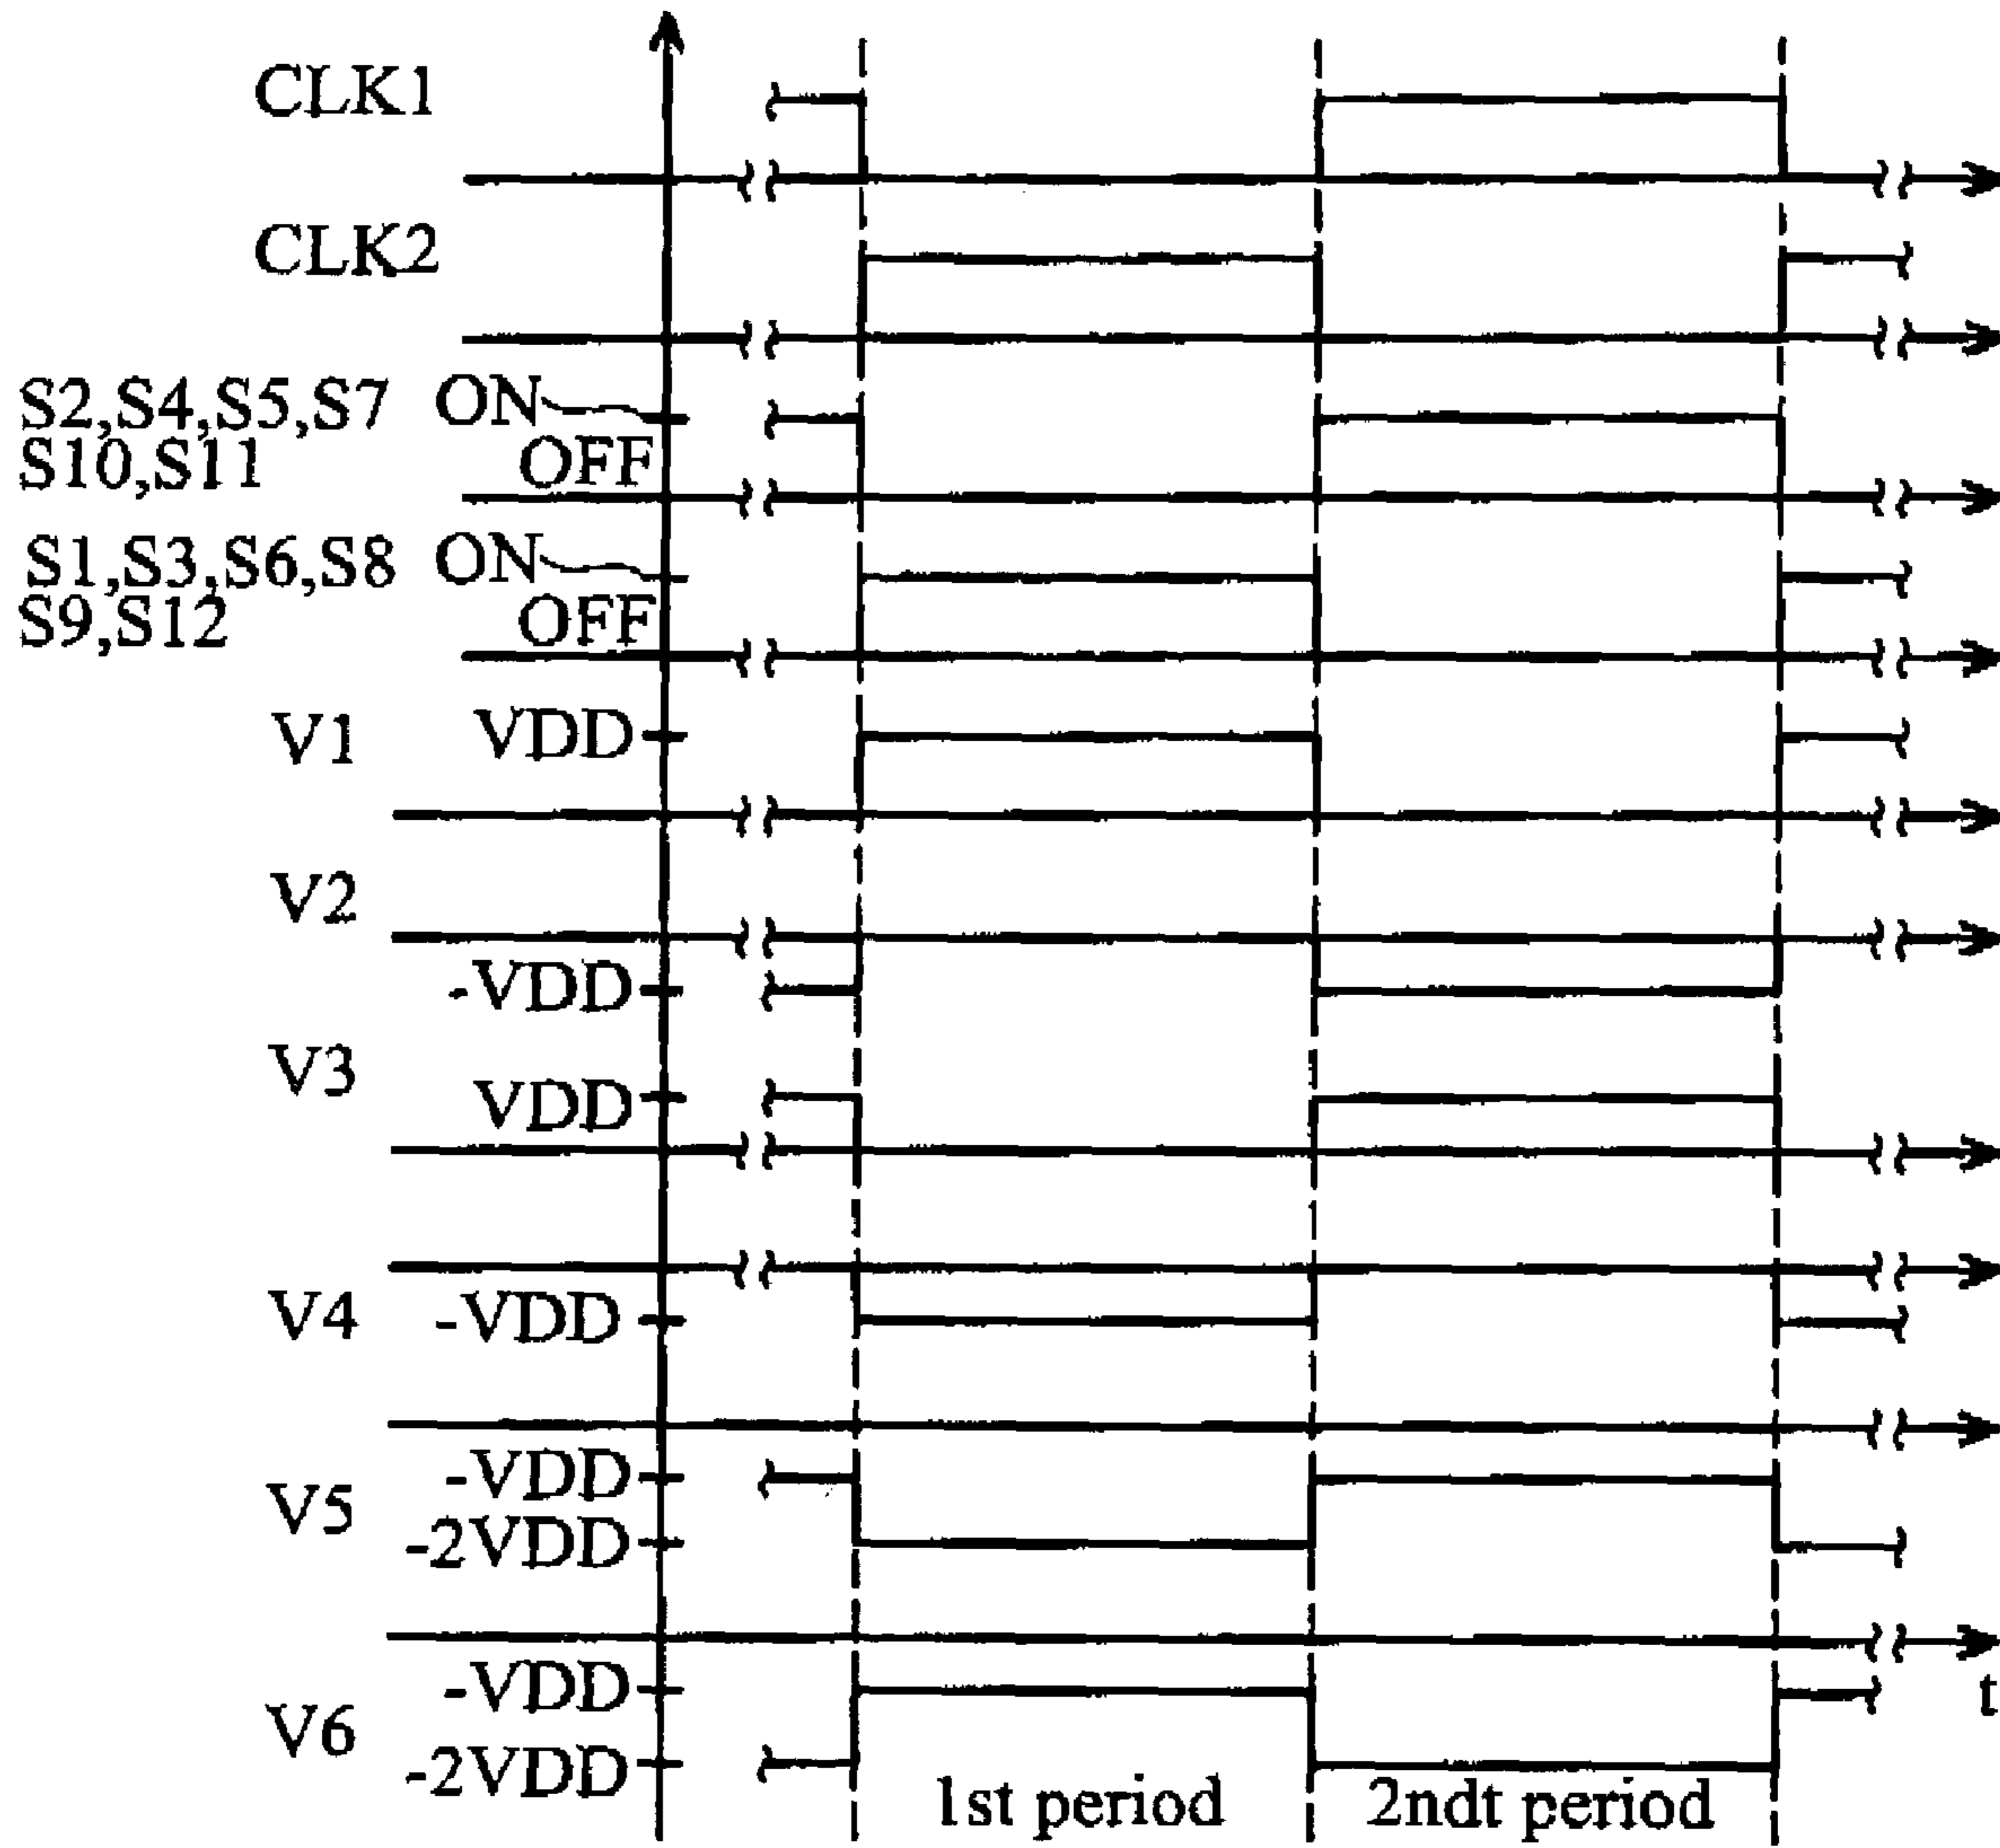 CLK1
CLK2
S2,S4,S5,S7 ON
S10,S11 OFF
S1,S3,S6,S8 ON
S9,S12 OFF
V1 VDD
V2
-VDD
V3
VDD
V4 -VDD
-VDD
V5
-2VDD
-VDD
t
V6
-2VDD
1st period 2ndt period